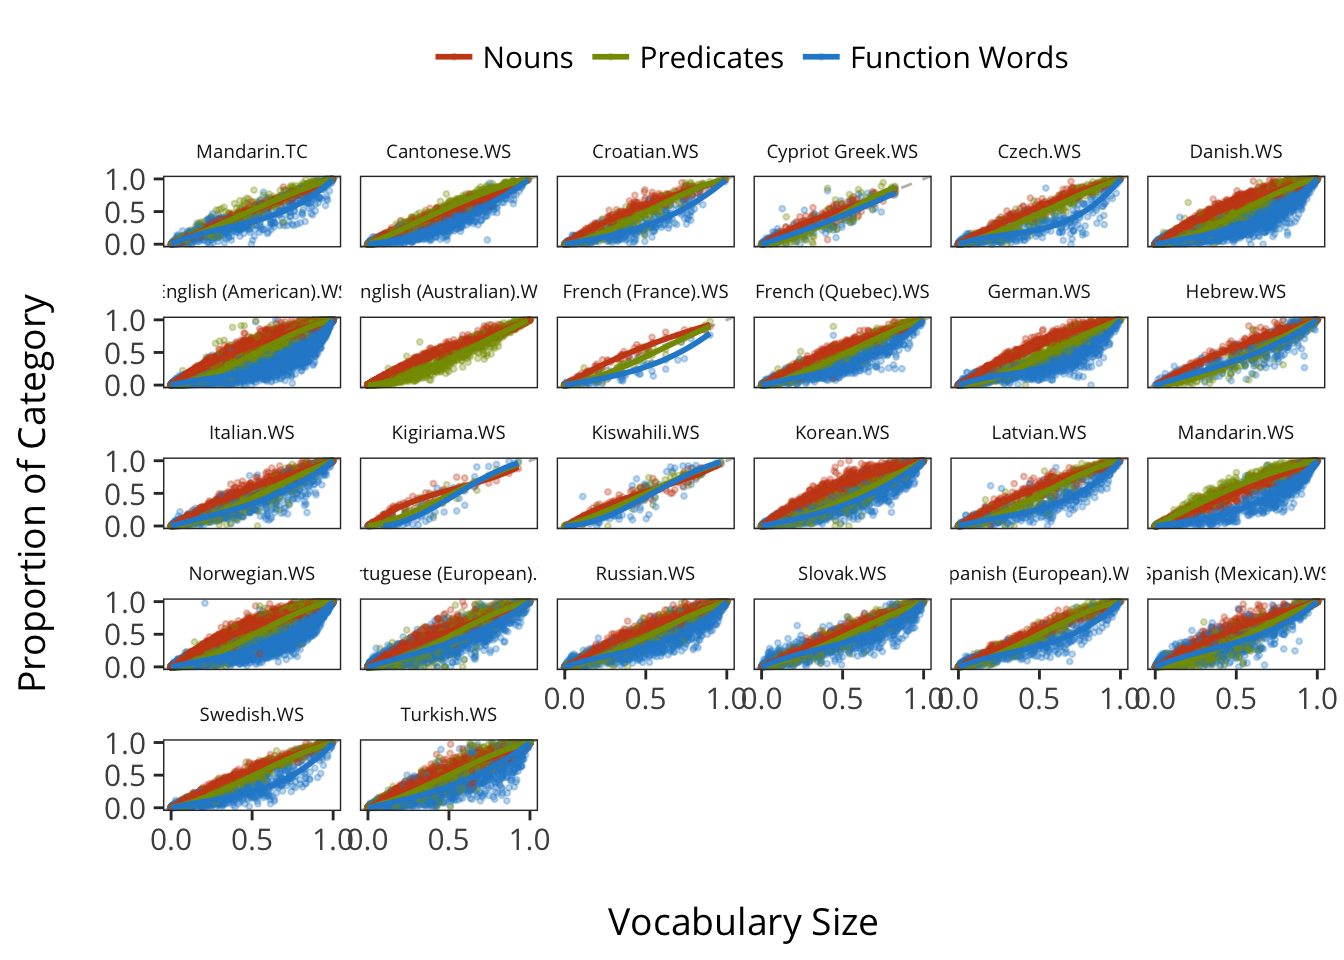 Nouns Predicates Function Words
Mandarin.TC Cantonese.WS Croatian.WS Cypriot Greek.WS Czech.WS Danish.WS
1.0
0.5
0.0
nglish (American).WS nglish (Australian).W French (France).WS French (Quebec).WS German.WS Hebrew.WS
1.0
0.5
0.0
Italian.WS Kigiriama.WS Kiswahili.WS Korean.WS Latvian.WS Mandarin.WS
1.0
0.5
0.0
Norwegian.WS rtuguese (European). Russian.WS Slovak.WS panish (European).W Spanish (Mexican).WS
1.0
0.5
0.0
0.0 0.5 1.0 0.0 0.5 1.0 0.0 0.5 1.0 0.0 0.5 1.0
Swedish.WS Turkish.WS
1.0
0.5
0.0
0.0 0.5 1.0 0.0 0.5 1.0
Proportion of Category
Vocabulary Size